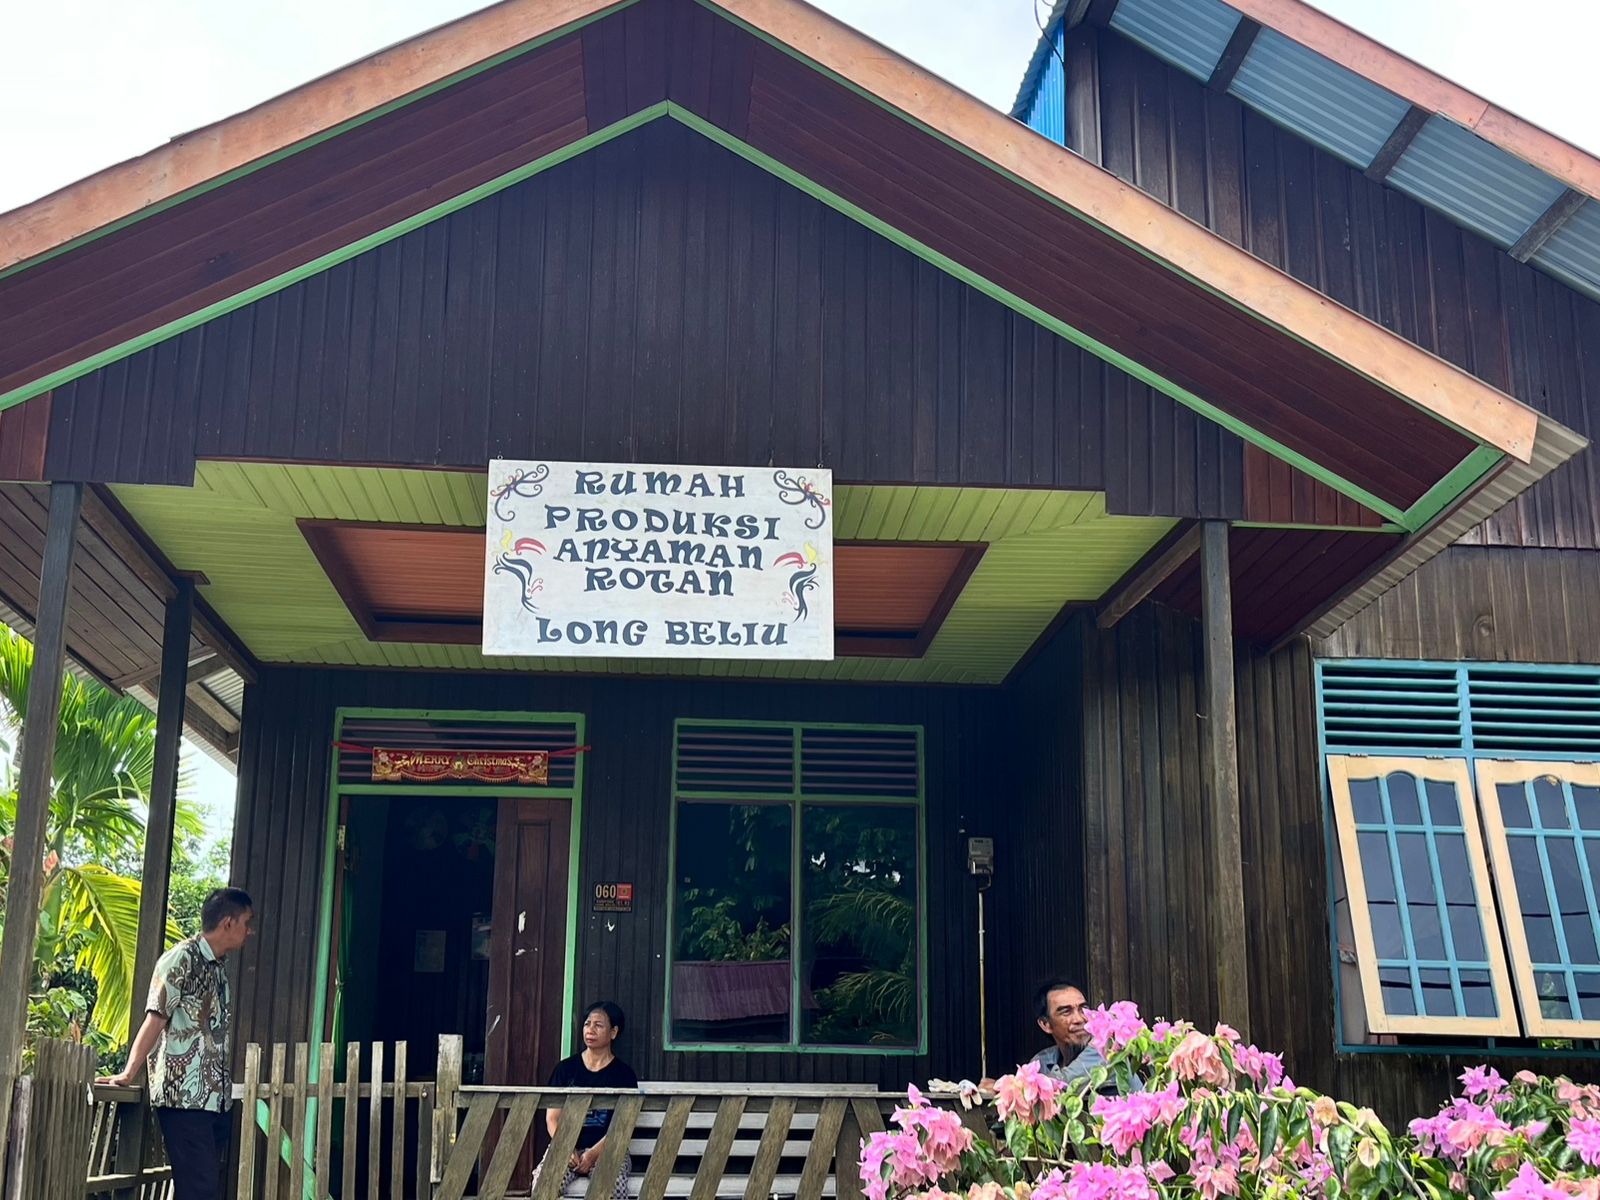 RUMAH
PRODUKSI
ANYAMAN
ROTAN
LONG BELIU
MERRY Christmas
060